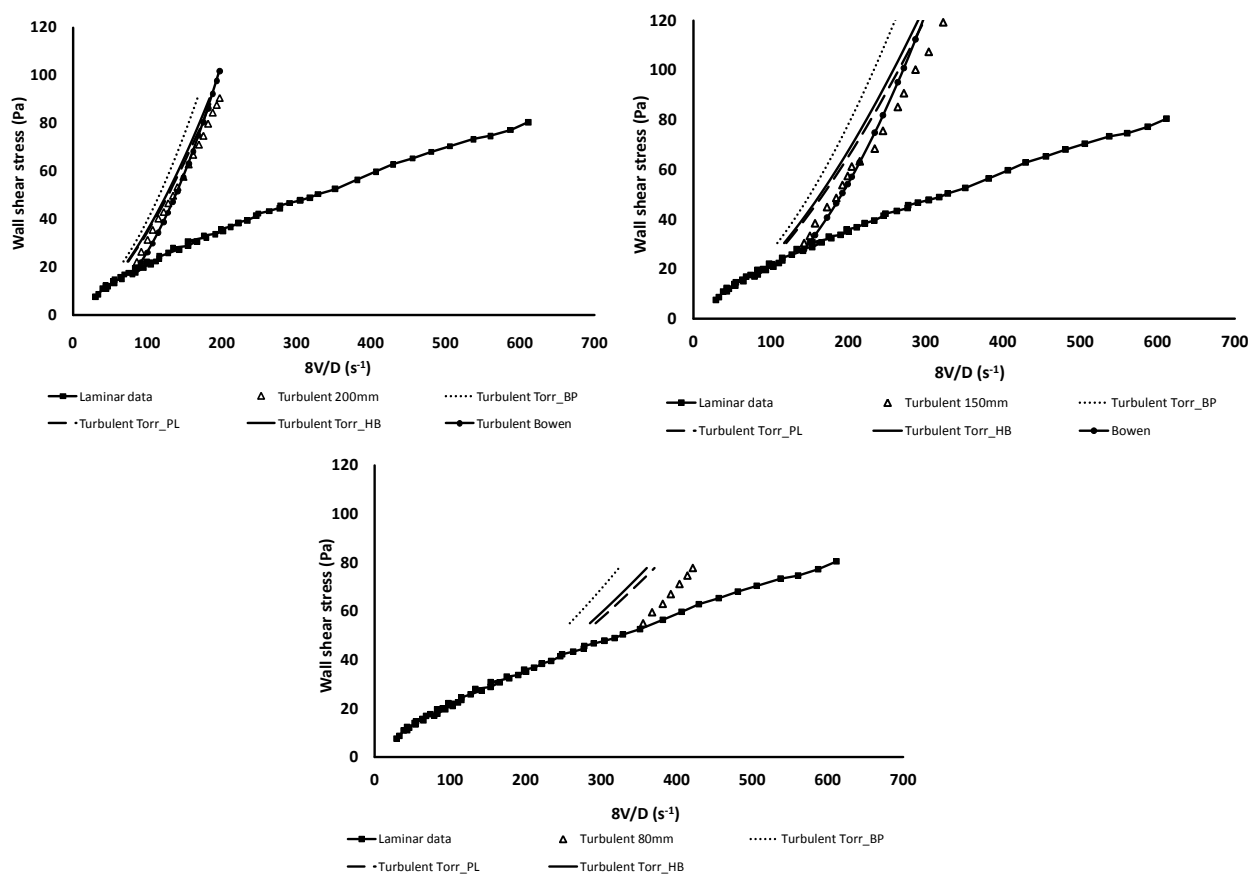 120
100
80
60
40
20
0
Wall shear stress (Pa)
0 100 200 300 400 500 600 700
8V/D (s⁻¹)
Laminar data Turbulent 200mm Turbulent Torr_BP
Turbulent Torr_PL Turbulent Torr_HB Turbulent Bowen
120
100
80
60
40
20
0
Wall shear stress (Pa)
0 100 200 300 400 500 600 700
8V/D (s⁻¹)
Laminar data Turbulent 150mm Turbulent Torr_BP
Turbulent Torr_PL Turbulent Torr_HB Bowen
120
100
80
60
40
20
0
Wall shear stress (Pa)
0 100 200 300 400 500 600 700
8V/D (s⁻¹)
Laminar data Turbulent 80mm Turbulent Torr_BP
Turbulent Torr_PL Turbulent Torr_HB